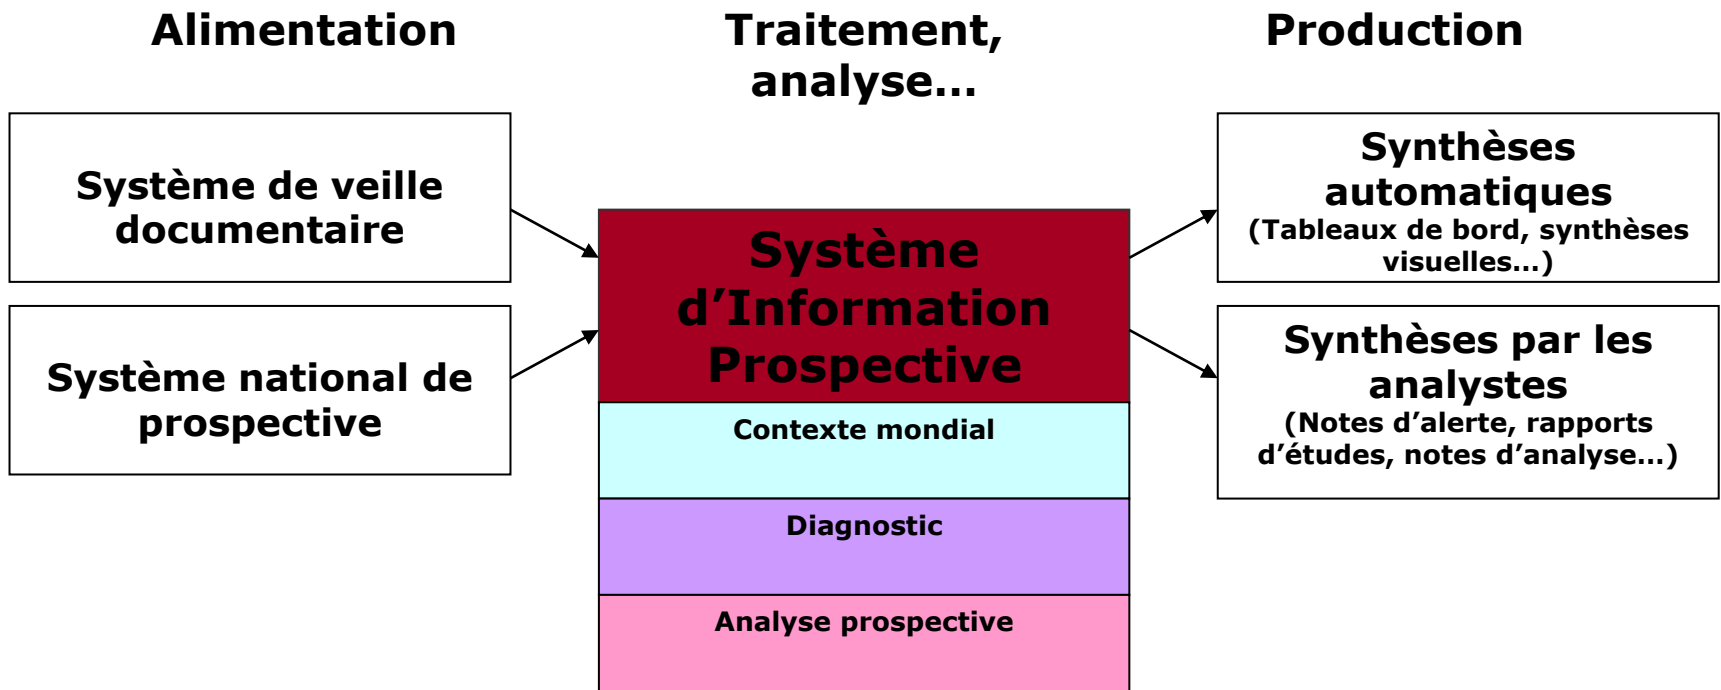 Alimentation
Traitement,
analyse...
Production
Système de veille
documentaire
Système national de
prospective
Système
d’Information
Prospective
Contexte mondial
Diagnostic
Analyse prospective
Synthèses
automatiques
(Tableaux de bord, synthèses
visuelles...)
Synthèses par les
analystes
(Notes d’alerte, rapports
d’études, notes d’analyse...)